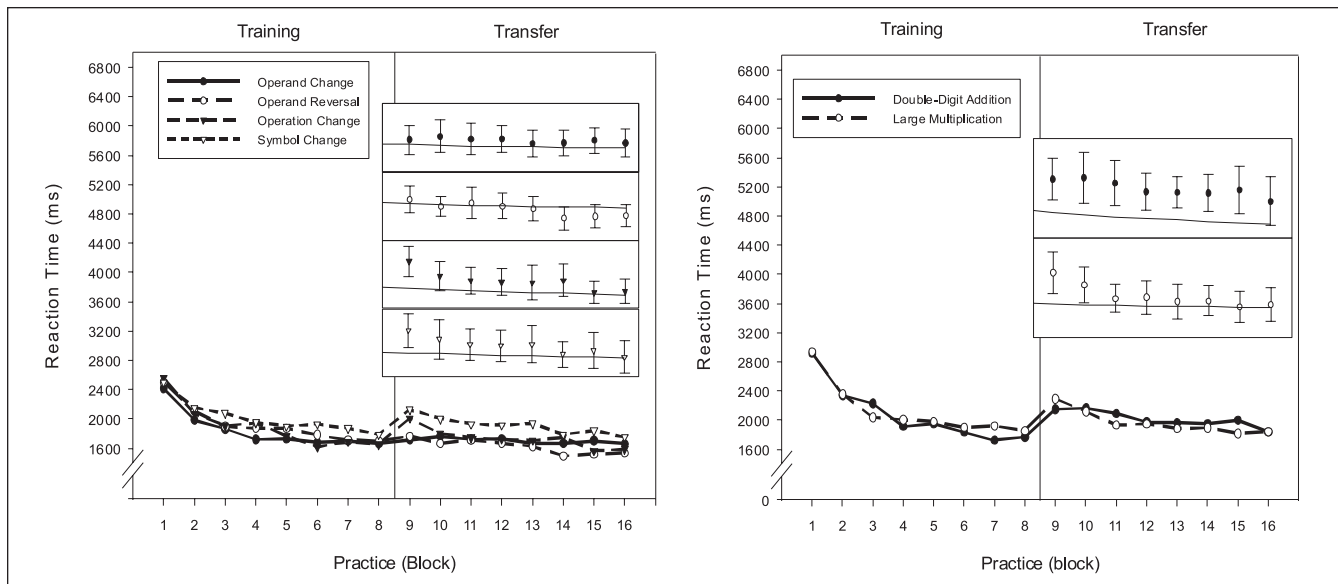 Training Transfer
6800
6400
6000
5600
5200
4800
4400
4000
3600
3200
2800
2400
2000
1600
Reaction Time (ms)
Operand Change
Operand Reversal
Operation Change
Symbol Change
1 2 3 4 5 6 7 8 9 10 11 12 13 14 15 16
Practice (Block)
Training Transfer
6800
6400
6000
5600
5200
4800
4400
4000
3600
3200
2800
2400
2000
1600
0
Reaction Time (ms)
Double-Digit Addition
Large Multiplication
1 2 3 4 5 6 7 8 9 10 11 12 13 14 15 16
Practice (block)